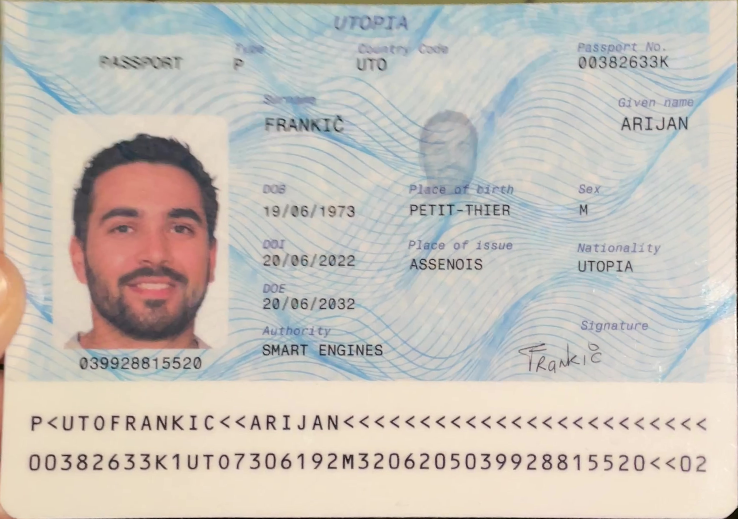 UTOPIA
PASSPORT
Type
P
Country Code
UTO
Passport No.
00382633K
Surname
FRANKIČ
Given name
ARIJAN
DOB
19/06/1973
Place of birth
PETIT-THIER
Sex
M
DOI
20/06/2022
Place of issue
ASSENOIS
Nationality
UTOPIA
DOE
20/06/2032
Authority
SMART ENGINES
Signature
Frankič
039928815520
P<UTOFRANKIC<<ARIJAN<<<<<<<<<<<<<<<<<<<<<<<<
00382633K1UTO7306192M3206205039928815520<<02